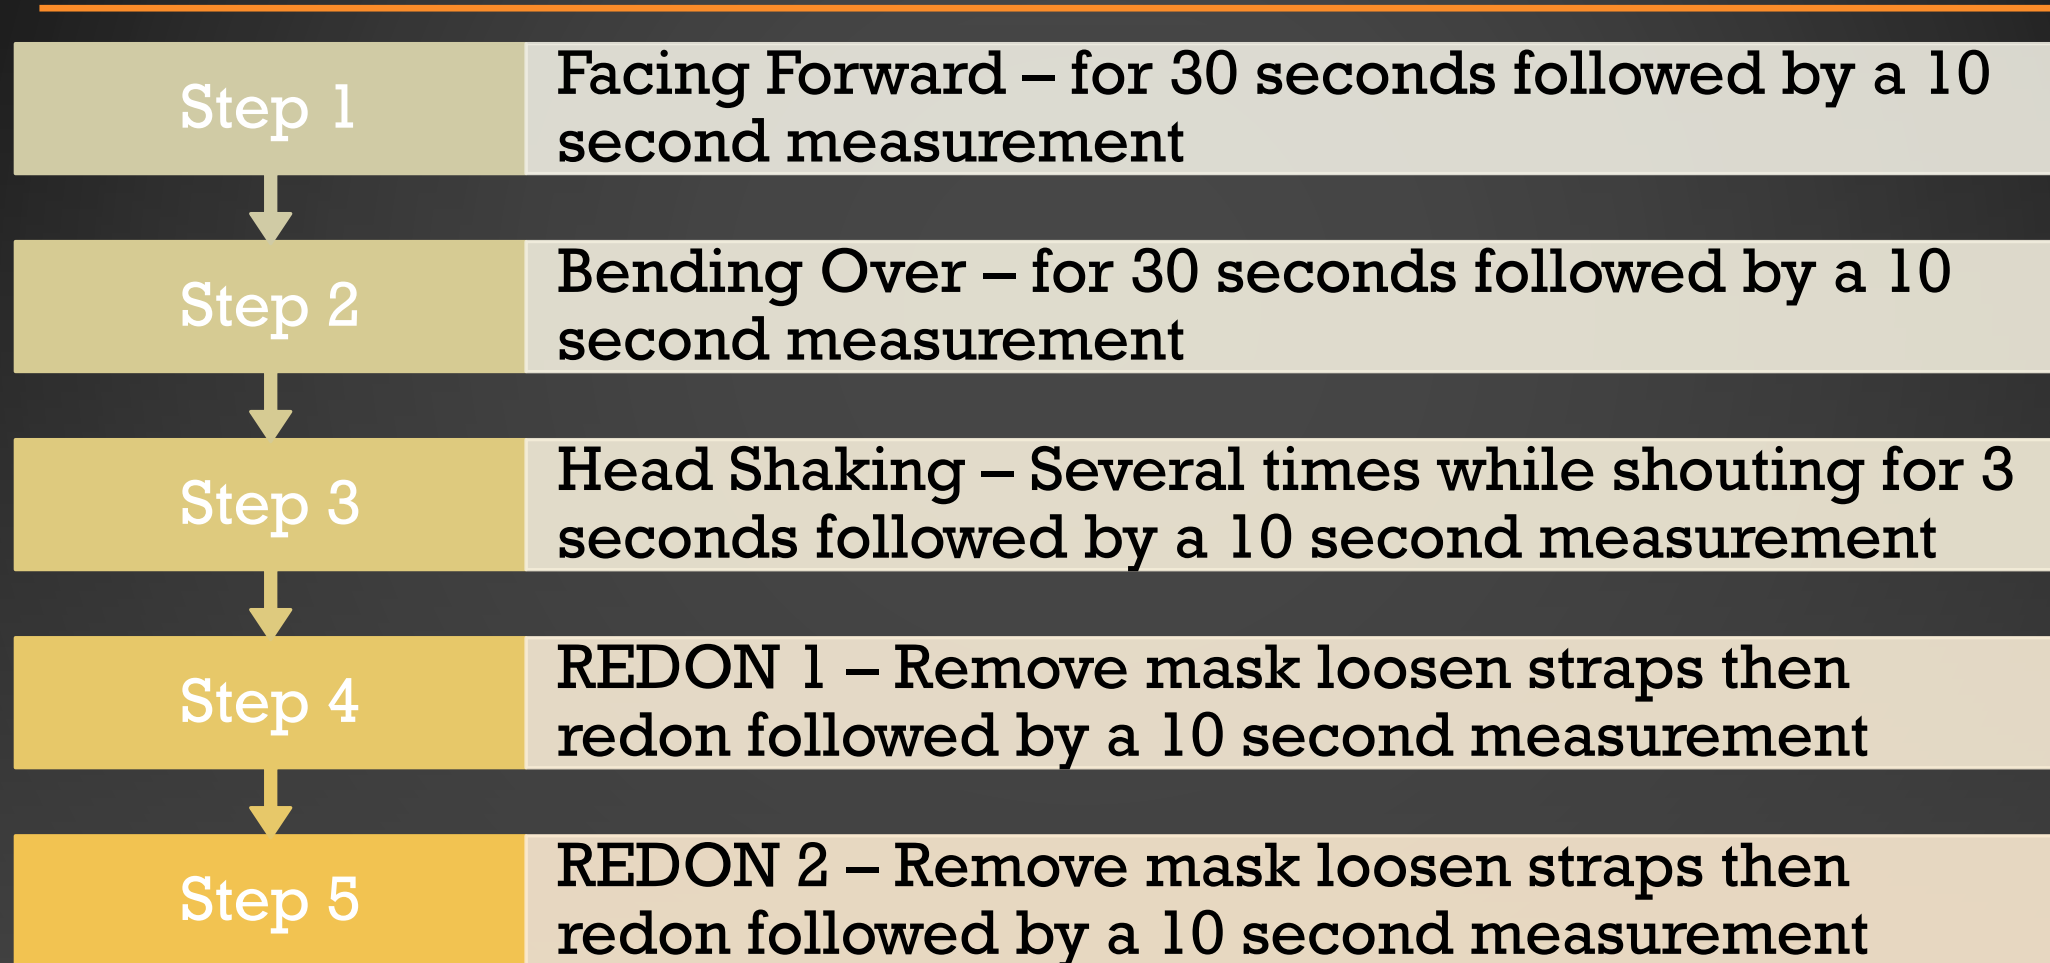 Step 1
Facing Forward – for 30 seconds followed by a 10
second measurement
Step 2
Bending Over – for 30 seconds followed by a 10
second measurement
Step 3
Head Shaking – Several times while shouting for 3
seconds followed by a 10 second measurement
Step 4
REDON 1 – Remove mask loosen straps then
redon followed by a 10 second measurement
Step 5
REDON 2 – Remove mask loosen straps then
redon followed by a 10 second measurement